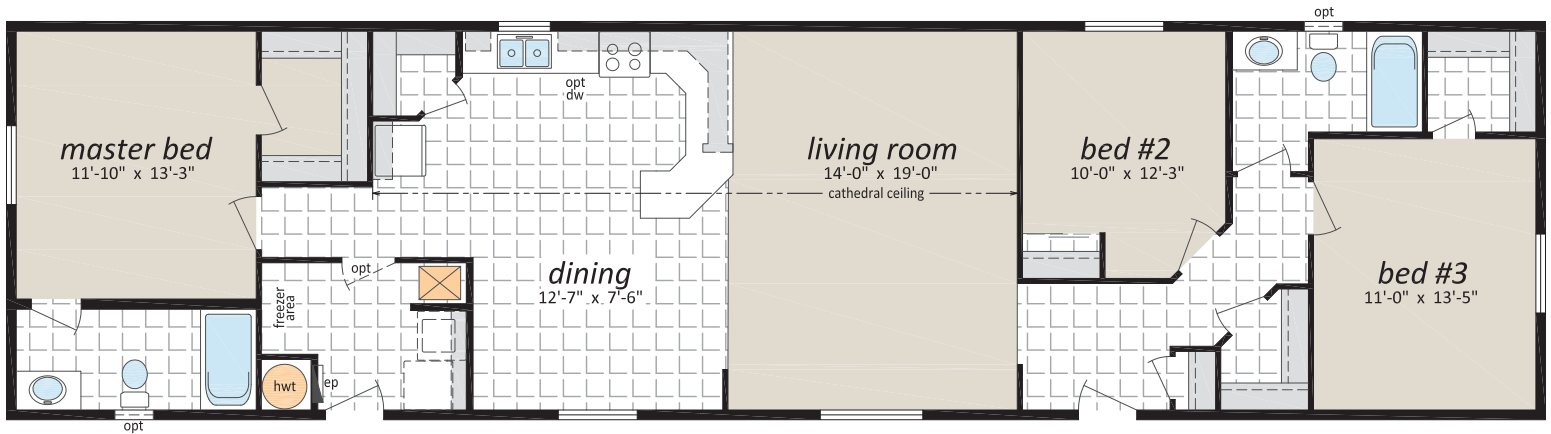 opt
opt
dw
master bed
11'-10" x 13'-3"
living room
14'-0" x 19'-0"
cathedral ceiling
bed #2
10'-0" x 12'-3"
opt
freezer
area
dining
12'-7" x 7'-6"
bed #3
11'-0" x 13'-5"
hwt
ep
opt